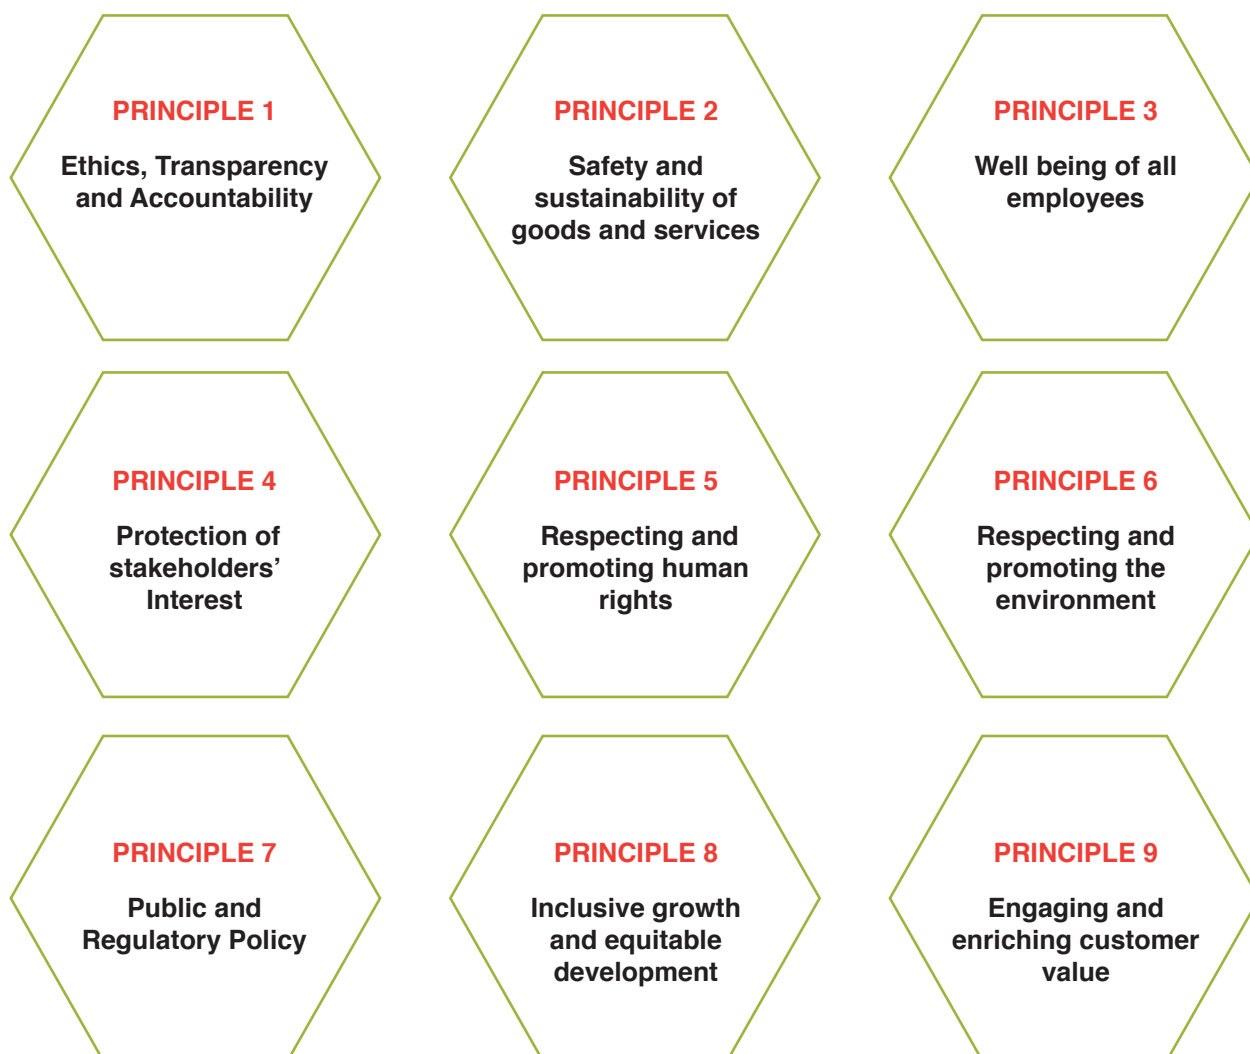 PRINCIPLE 1
Ethics, Transparency
and Accountability
PRINCIPLE 2
Safety and
sustainability of
goods and services
PRINCIPLE 3
Well being of all
employees
PRINCIPLE 4
Protection of
stakeholders’
Interest
PRINCIPLE 5
Respecting and
promoting human
rights
PRINCIPLE 6
Respecting and
promoting the
environment
PRINCIPLE 7
Public and
Regulatory Policy
PRINCIPLE 8
Inclusive growth
and equitable
development
PRINCIPLE 9
Engaging and
enriching customer
value